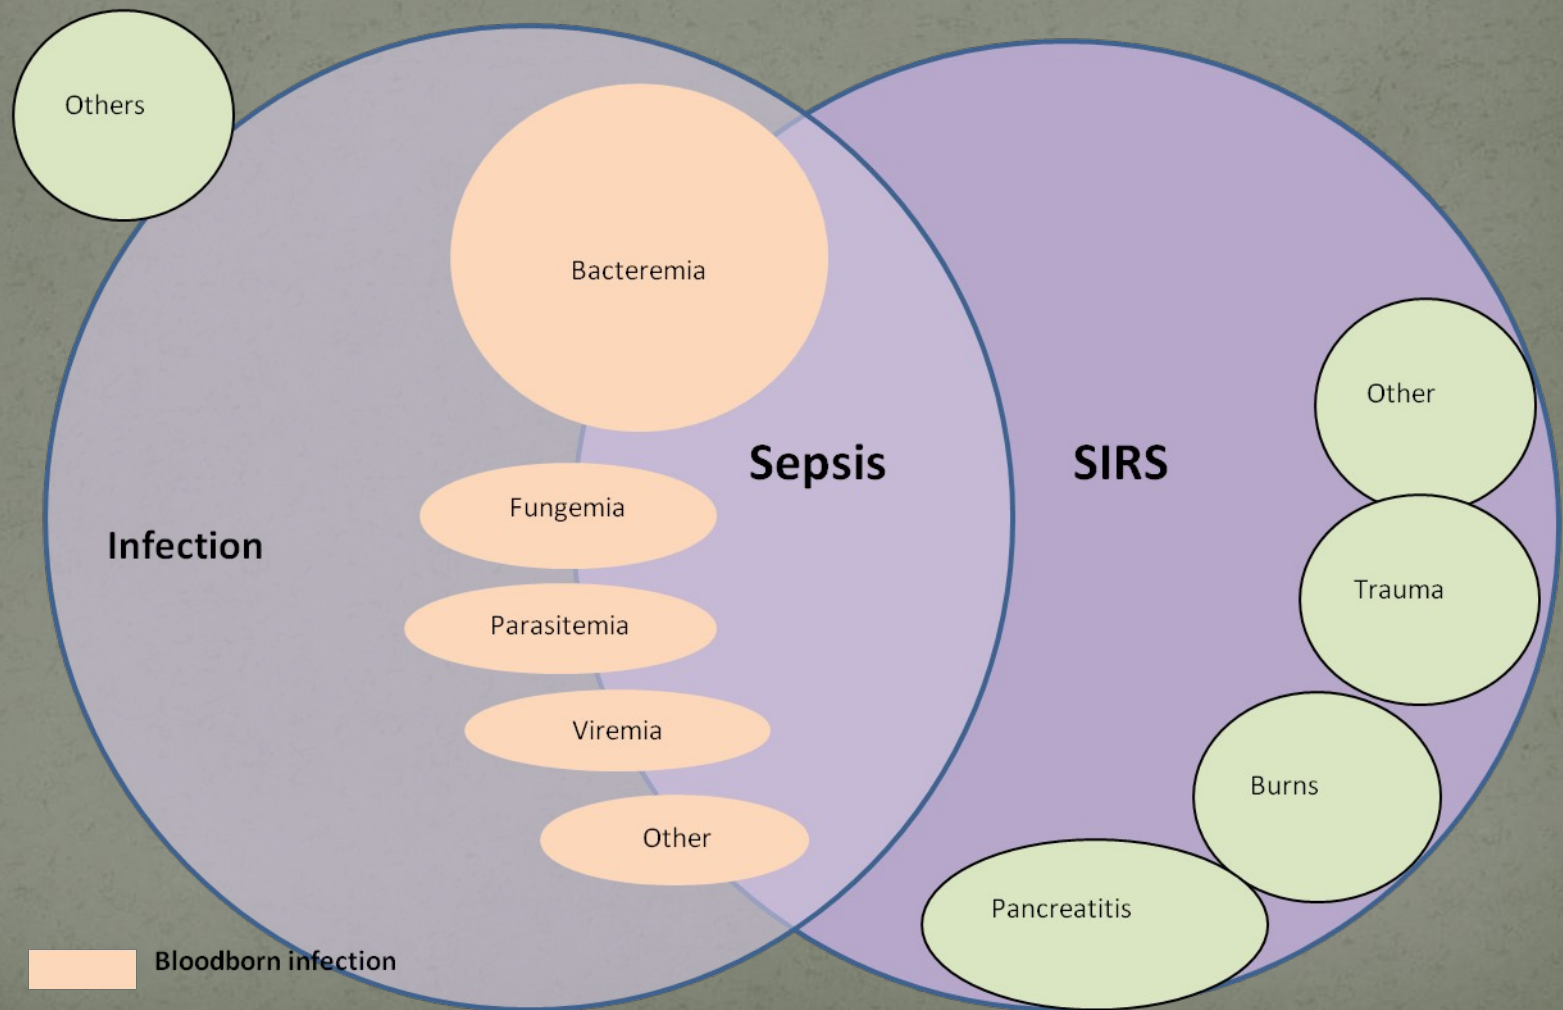 Others
Bacteremia
Other
Sepsis
SIRS
Fungemia
Infection
Trauma
Parasitemia
Viremia
Burns
Other
Pancreatitis
Bloodborn infection